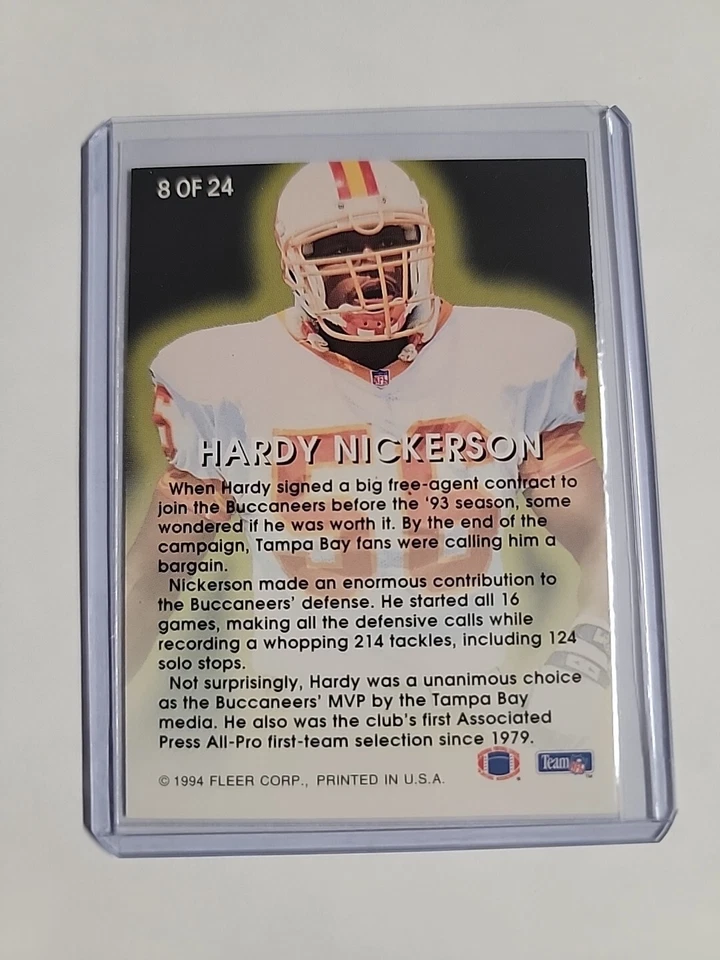 8 OF 24
HARDY NICKERSON
When Hardy signed a big free-agent contract to
join the Buccaneers before the '93 season, some
wondered if he was worth it. By the end of the
campaign, Tampa Bay fans were calling him a
bargain.
Nickerson made an enormous contribution to
the Buccaneers' defense. He started all 16
games, making all the defensive calls while
recording a whopping 214 tackles, including 124
solo stops.
Not surprisingly, Hardy was a unanimous choice
as the Buccaneers' MVP by the Tampa Bay
media. He also was the club's first Associated
Press All-Pro first-team selection since 1979.
© 1994 FLEER CORP., PRINTED IN U.S.A.
Team NFL ™
NFL
56